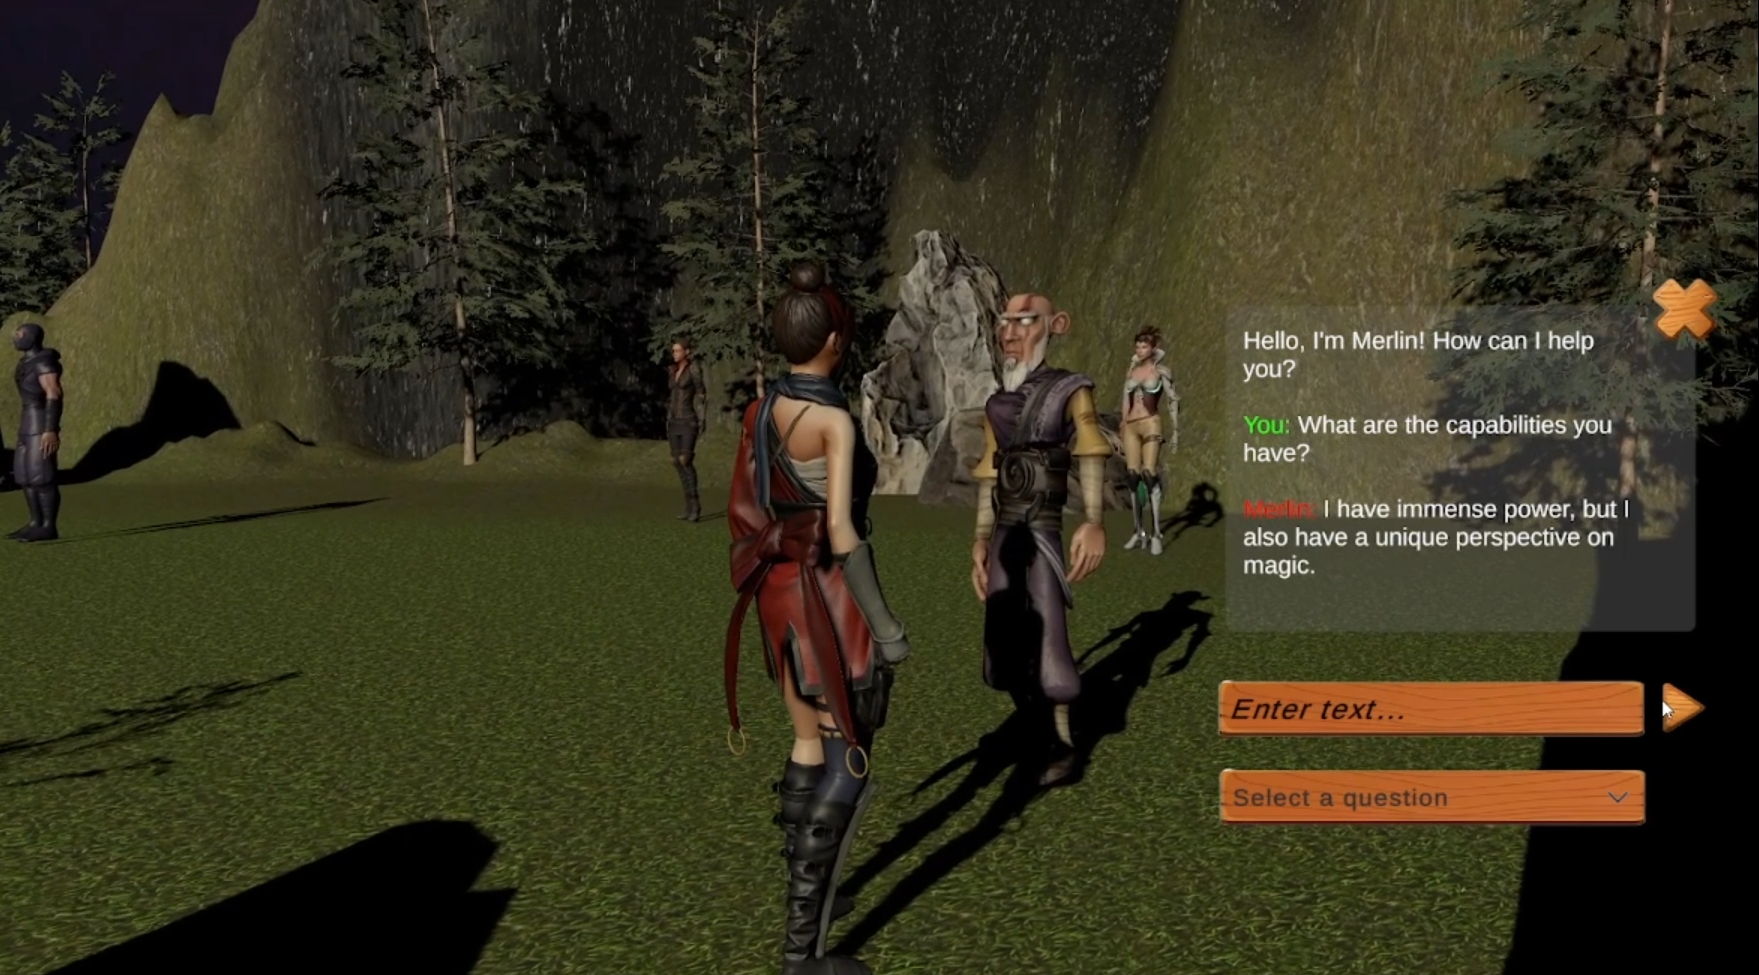 Hello, I'm Merlin! How can I help
you?
You: What are the capabilities you
have?
Merlin: I have immense power, but I
also have a unique perspective on
magic.
Enter text...
Select a question